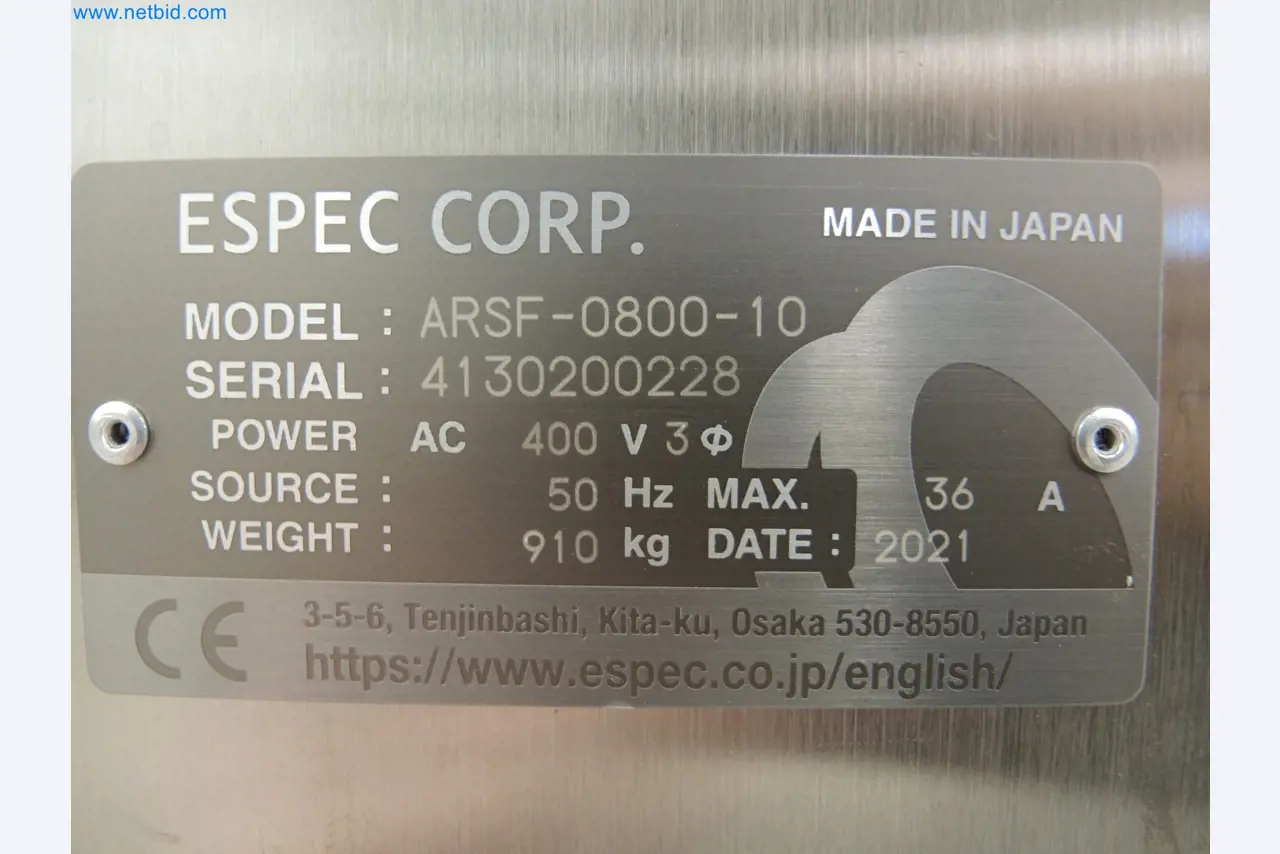 www.netbid.com
ESPEC CORP.
MADE IN JAPAN
MODEL : ARSF-0800-10
SERIAL : 4130200228
POWER AC 400 V 3Φ
SOURCE : 50 Hz MAX. 36 A
WEIGHT : 910 kg DATE : 2021
CE 3-5-6, Tenjinbashi, Kita-ku, Osaka 530-8550, Japan
https://www.espec.co.jp/english/